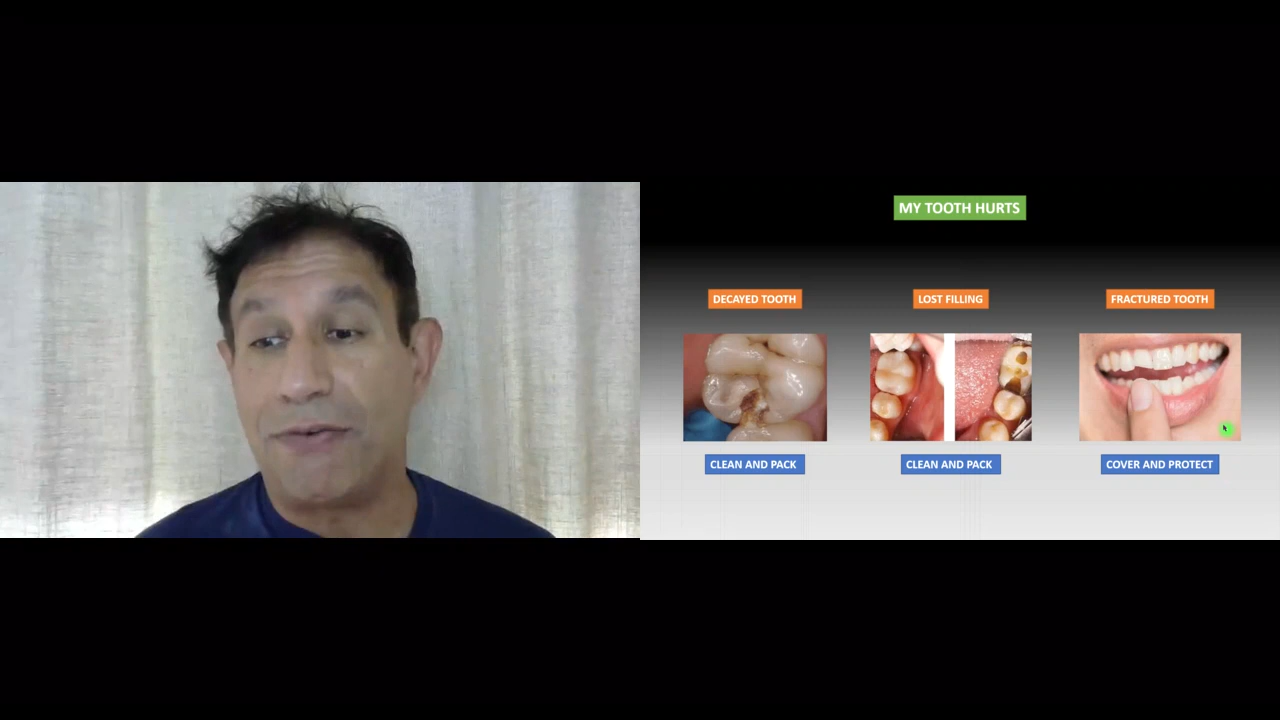 MY TOOTH HURTS
DECAYED TOOTH
LOST FILLING
FRACTURED TOOTH
CLEAN AND PACK
CLEAN AND PACK
COVER AND PROTECT